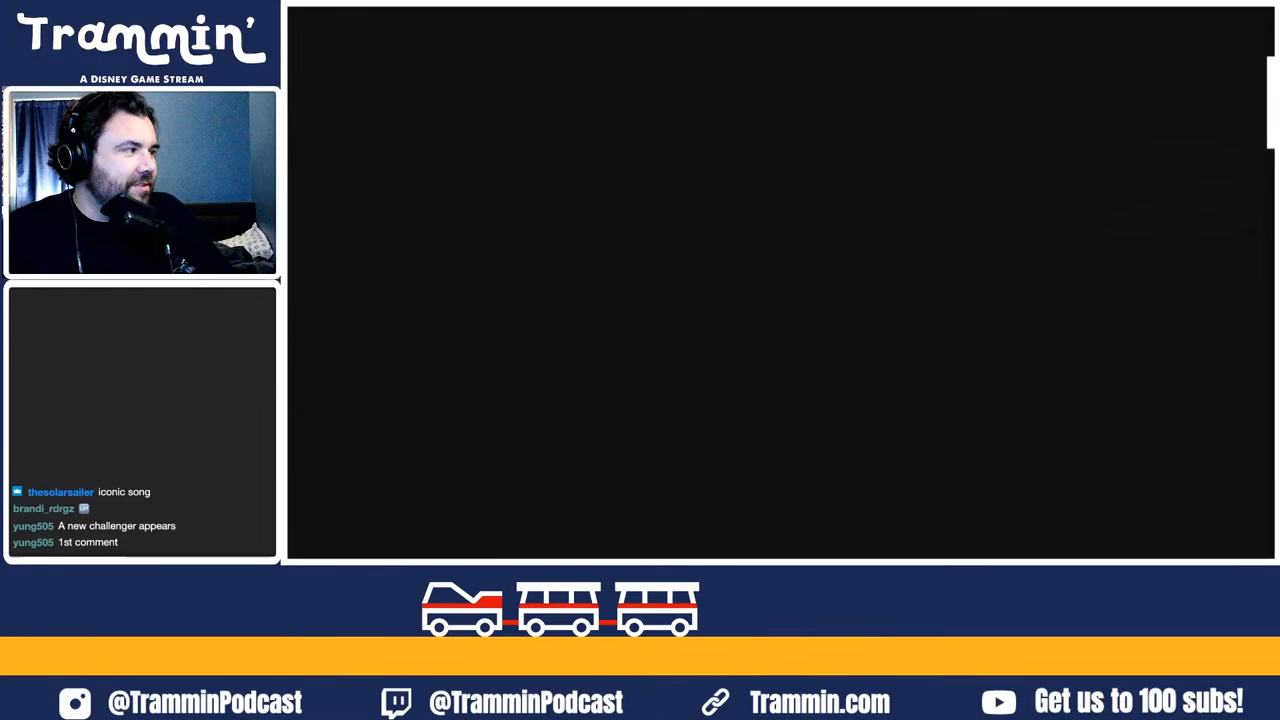 Trammin'
A DISNEY GAME STREAM
thesolarsailer iconic song
brandi_rdrgz GP
yung505 A new challenger appears
yung505 1st comment
@TramminPodcast
@TramminPodcast
Trammin.com
Get us to 100 subs!